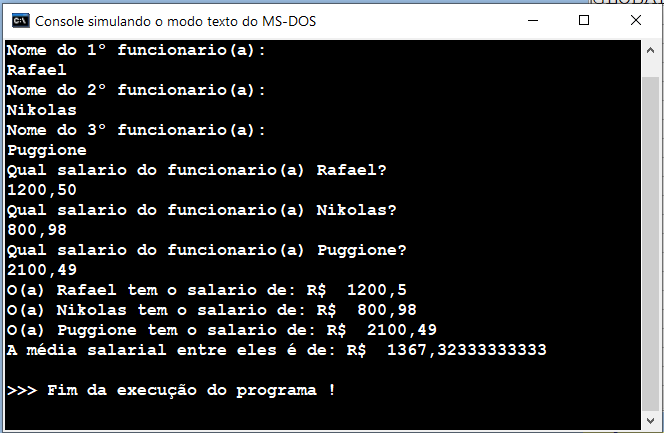 Console simulando o modo texto do MS-DOS
Nome do 1º funcionario(a):
Rafael
Nome do 2º funcionario(a):
Nikolas
Nome do 3º funcionario(a):
Puggione
Qual salario do funcionario(a) Rafael?
1200,50
Qual salario do funcionario(a) Nikolas?
800,98
Qual salario do funcionario(a) Puggione?
2100,49
O(a) Rafael tem o salario de: R$  1200,5
O(a) Nikolas tem o salario de: R$  800,98
O(a) Puggione tem o salario de: R$  2100,49
A média salarial entre eles é de: R$  1367,32333333333
>>> Fim da execução do programa !